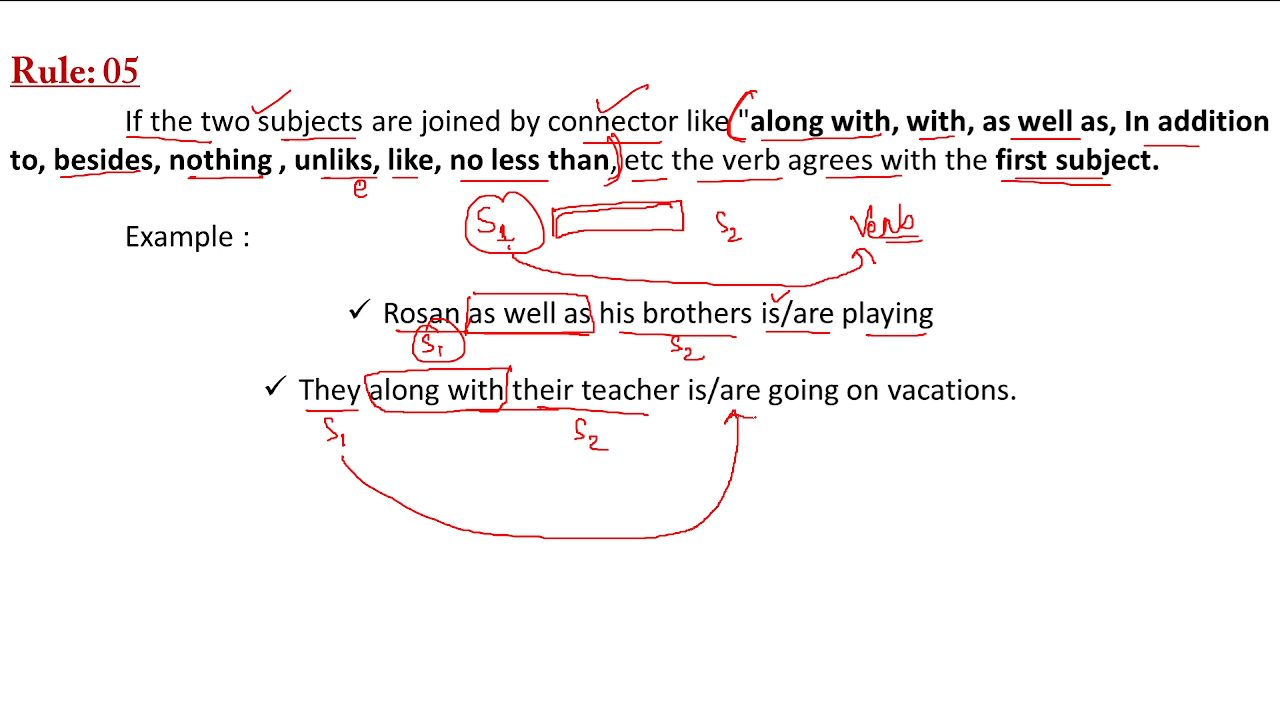 Rule: 05
If the two subjects are joined by connector like "along with, with, as well as, In addition
to, besides, nothing , unliks, like, no less than, etc the verb agrees with the first subject.
e
S1 S2 Verb
Example :
✓ Rosan as well as his brothers is/are playing
S1 S2
✓ They along with their teacher is/are going on vacations.
S1 S2